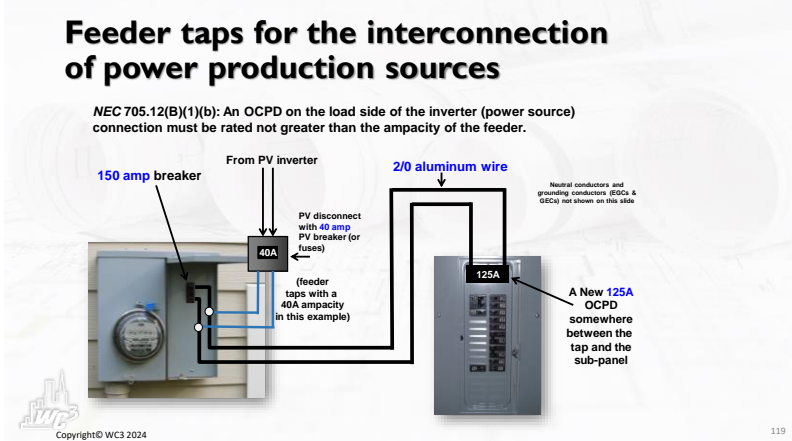 Feeder taps for the interconnection
of power production sources
NEC 705.12(B)(1)(b): An OCPD on the load side of the inverter (power source)
connection must be rated not greater than the ampacity of the feeder.
From PV inverter
150 amp breaker
2/0 aluminum wire
Neutral conductors and
grounding conductors (EGCs &
GECs) not shown on this slide
PV disconnect
with 40 amp
PV breaker (or
fuses)
40A
(feeder
taps with a
40A ampacity
in this example)
125A
A New 125A
OCPD
somewhere
between the
tap and the
sub-panel
WC3
Copyright© WC3 2024
119